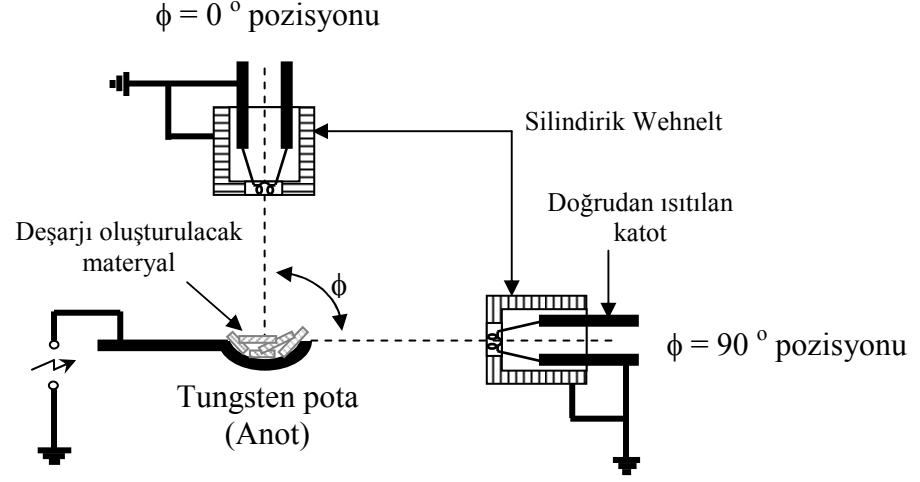 ϕ = 0 ° pozisyonu
Silindirik Wehnelt
Doğrudan ısıtılan
katot
Deşarjı oluşturulacak
materyal
ϕ
ϕ = 90 ° pozisyonu
Tungsten pota
(Anot)